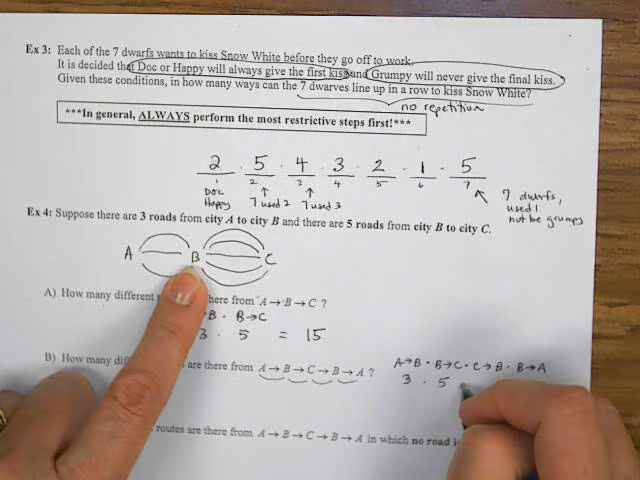 Ex 3: Each of the 7 dwarfs wants to kiss Snow White before they go off to work.
It is decided that Doc or Happy will always give the first kiss and Grumpy will never give the final kiss.
Given these conditions, in how many ways can the 7 dwarves line up in a row to kiss Snow White?
no repetition
***In general, ALWAYS perform the most restrictive steps first!***
2 · 5 · 4 · 3 · 2 · 1 · 5
1 2 3 4 5 6 7
Doc
Happy
7 used 2
7 used 3
7 dwarfs,
used 1
not be grumpy
Ex 4: Suppose there are 3 roads from city A to city B and there are 5 roads from city B to city C.
A B C
A) How many different here from A→B→C ?
B · B→C
3 · 5 = 15
B) How many are there from A→B→C→B→A ?
A→B · B→C · C→B · B→A
3 · 5
routes are there from A→B→C→B→A in which no road